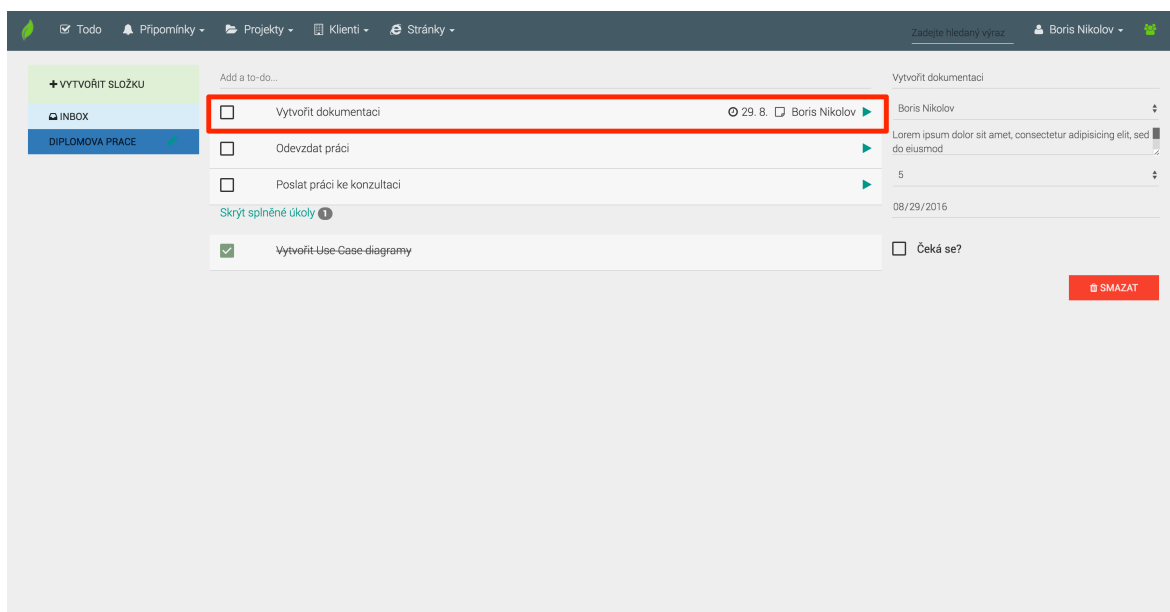 Todo Připomínky Projekty Klienti Stránky Zadejte hledaný výraz Boris Nikolov
VYTVOŘIT SLOŽKU
INBOX
DIPLOMOVA PRACE
Add a to-do...
Vytvořit dokumentaci 29. 8. Boris Nikolov
Odevzdat práci
Poslat práci ke konzultaci
Skrýt splněné úkoly 1
Vytvořit Use Case diagramy
Vytvořit dokumentaci
Boris Nikolov
Lorem ipsum dolor sit amet, consectetur adipisicing elit, sed
do eiusmod
5
08/29/2016
Čeká se?
SMAZAT